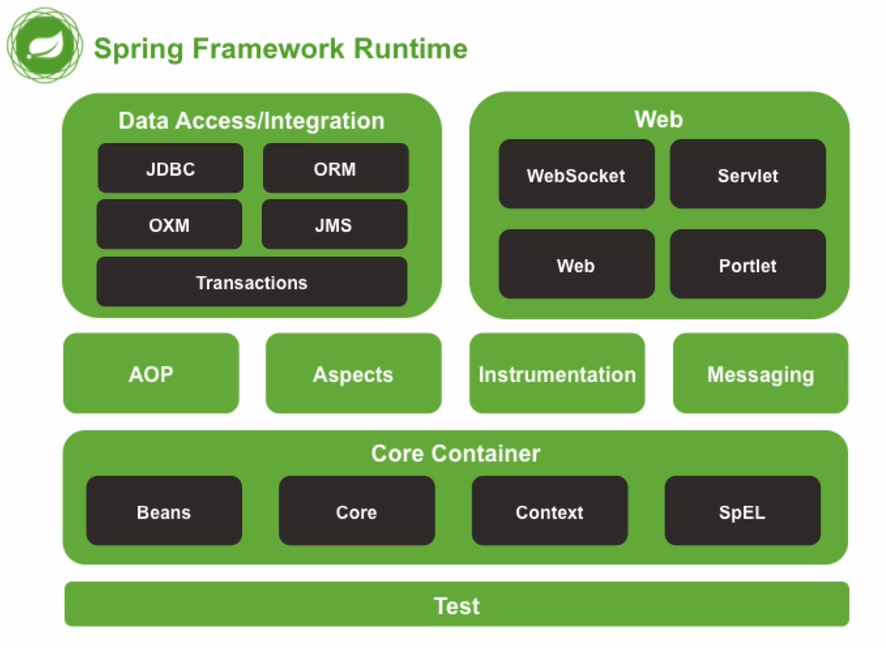 Spring Framework Runtime
Data Access/Integration
JDBC
ORM
OXM
JMS
Transactions
Web
WebSocket
Servlet
Web
Portlet
AOP
Aspects
Instrumentation
Messaging
Core Container
Beans
Core
Context
SpEL
Test